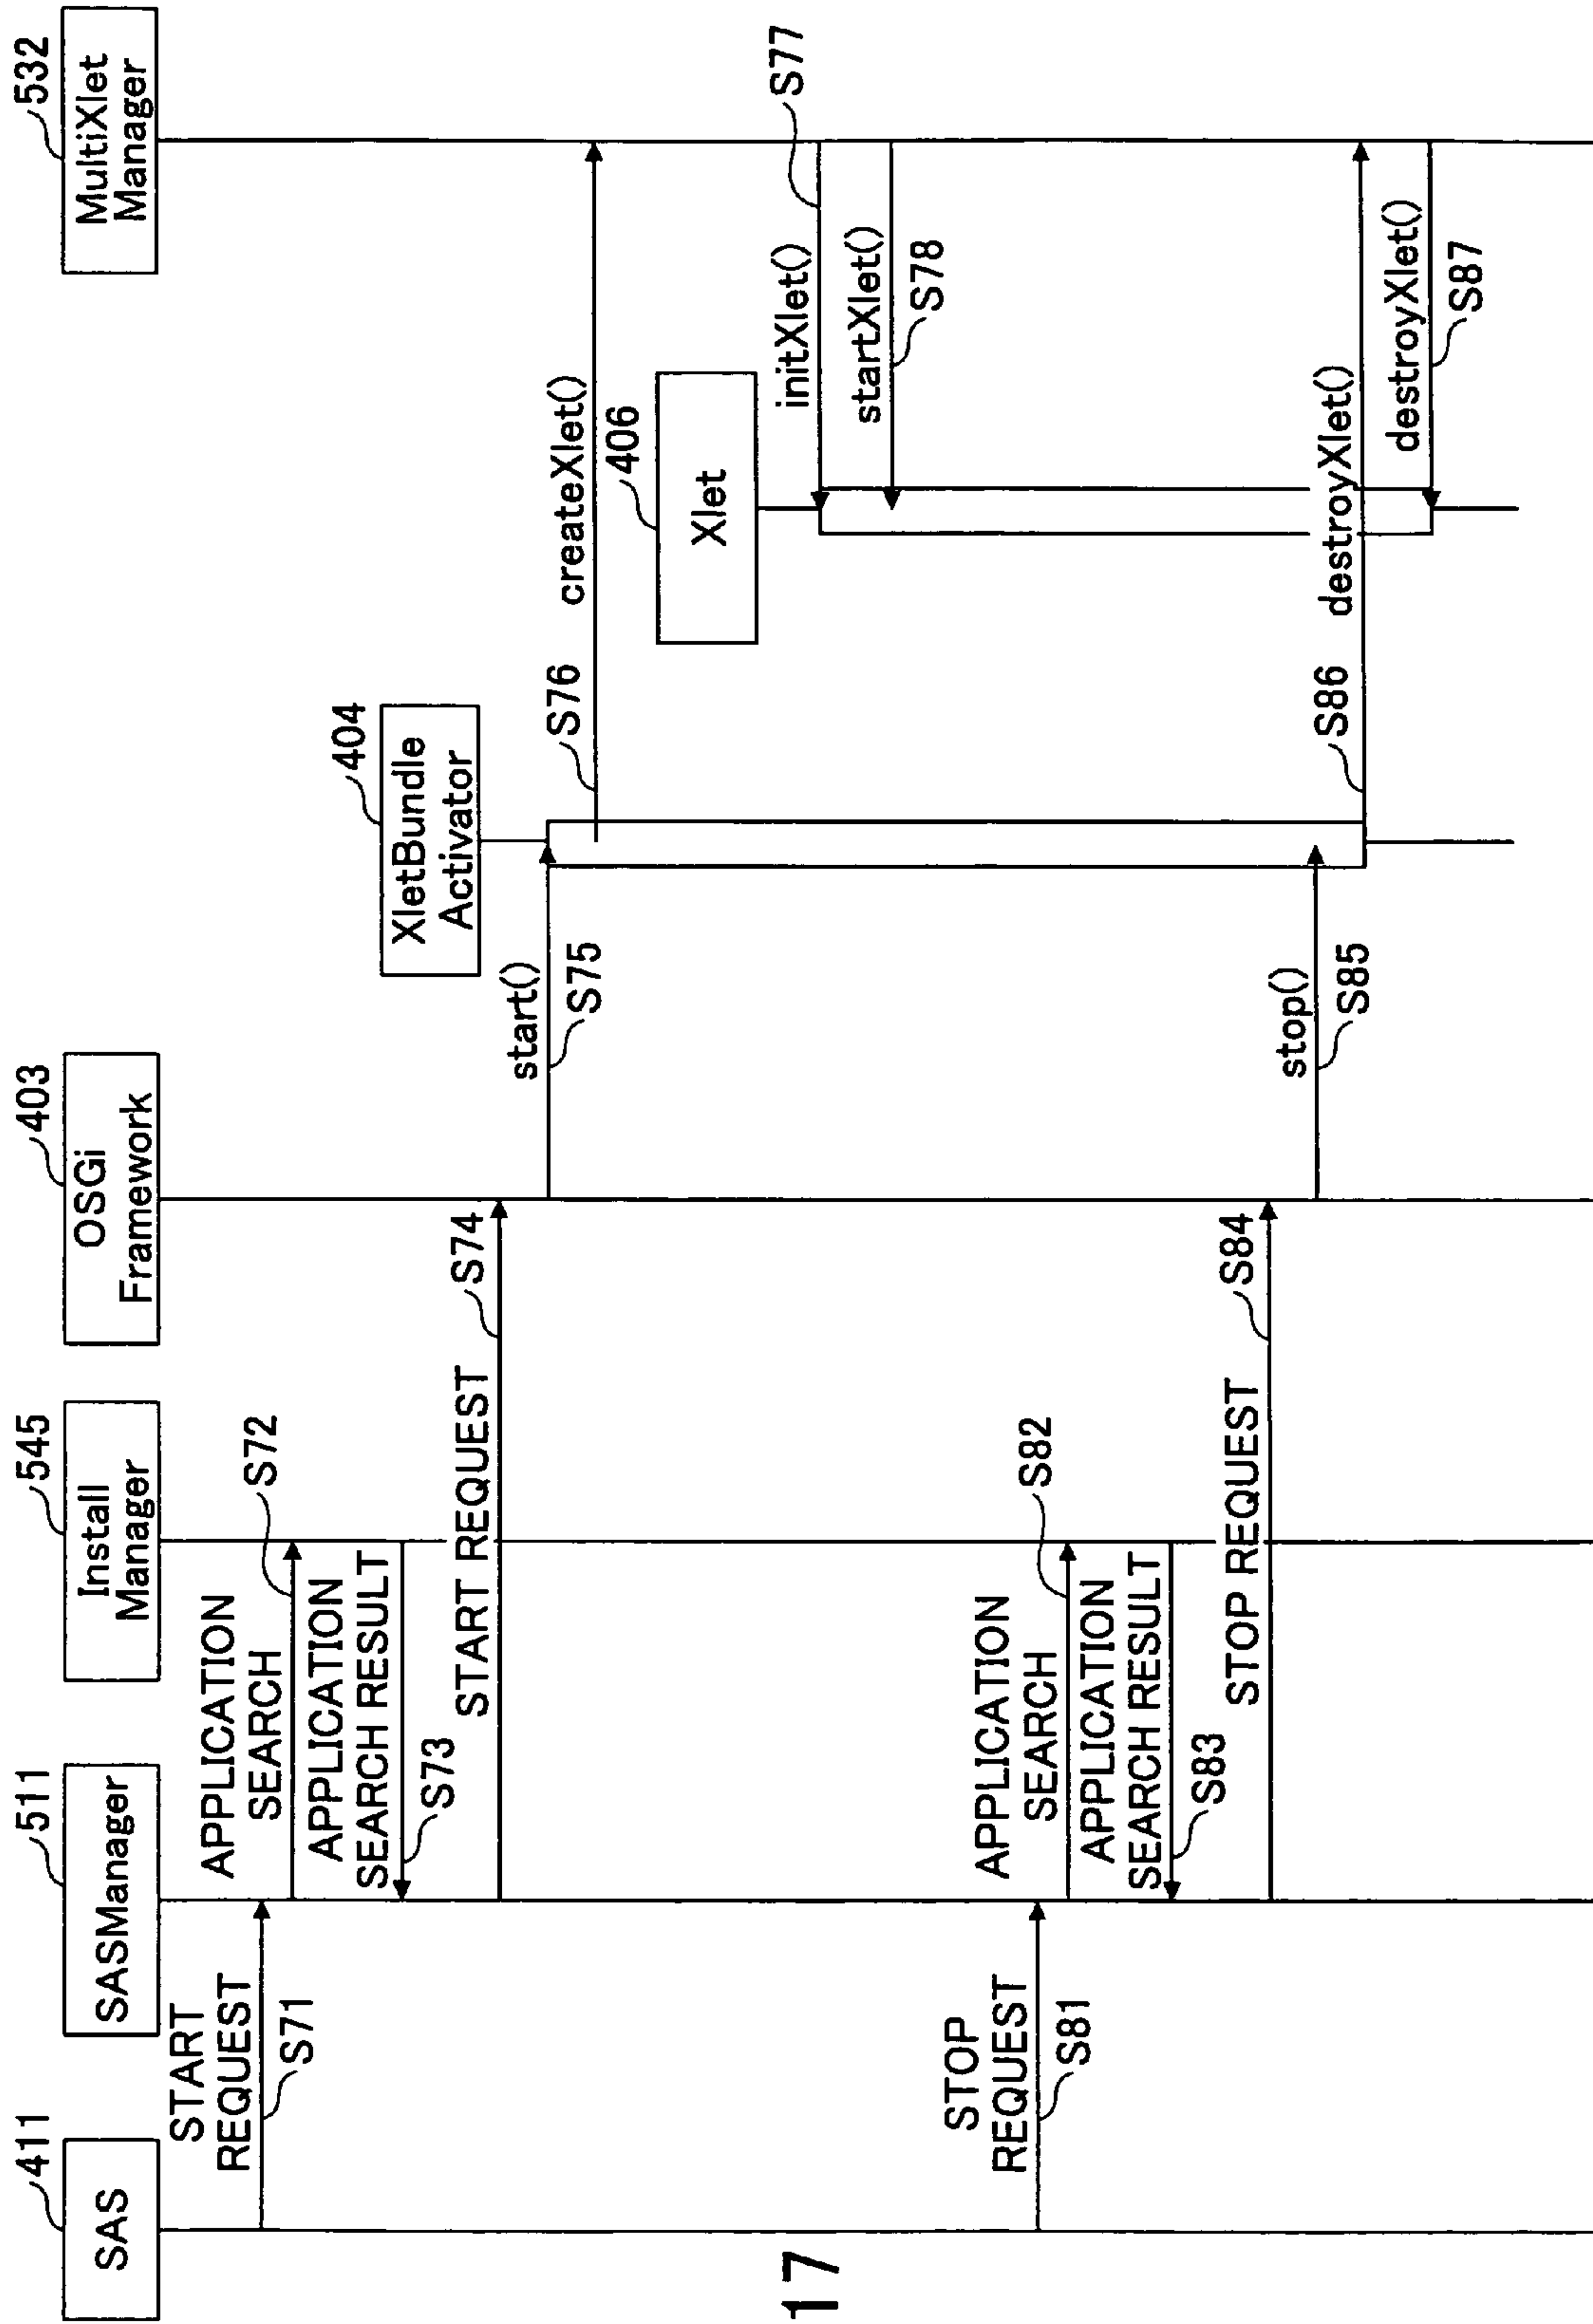 411
SAS
511
SASManager
545
Install
Manager
403
OSGi
Framework
404
XletBundle
Activator
406
Xlet
532
MultiXlet
Manager
START
REQUEST
S71
APPLICATION
SEARCH
S72
APPLICATION
SEARCH RESULT
S73
START REQUEST
S74
start()
S75
S76
createXlet()
initXlet()
S77
startXlet()
S78
STOP
REQUEST
S81
APPLICATION
SEARCH
S82
APPLICATION
SEARCH RESULT
S83
STOP REQUEST
S84
stop()
S85
S86
destroyXlet()
destroyXlet()
S87
17